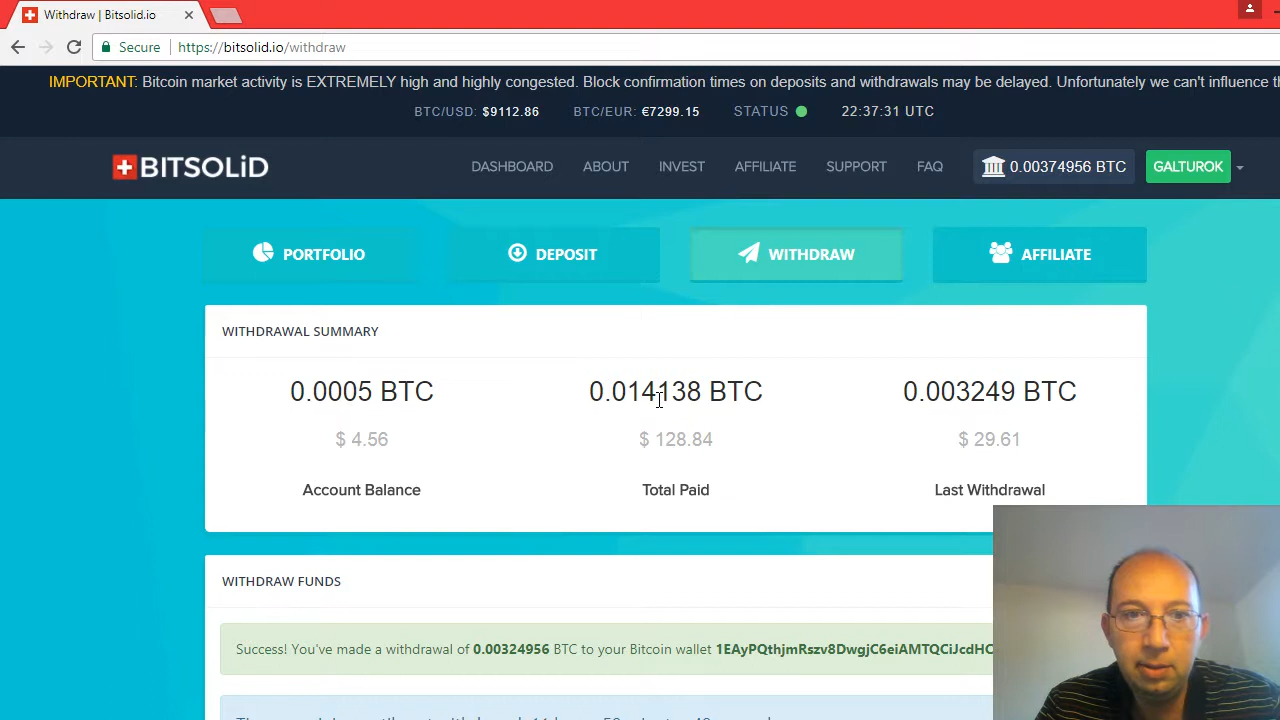 Withdraw | Bitsolid.io
Secure https://bitsolid.io/withdraw
IMPORTANT: Bitcoin market activity is EXTREMELY high and highly congested. Block confirmation times on deposits and withdrawals may be delayed. Unfortunately we can't influence
BTC/USD: $9112.86 BTC/EUR: €7299.15 STATUS 22:37:31 UTC
BITSOLiD DASHBOARD ABOUT INVEST AFFILIATE SUPPORT FAQ 0.00374956 BTC GALTUROK
PORTFOLIO DEPOSIT WITHDRAW AFFILIATE
WITHDRAWAL SUMMARY
0.0005 BTC 0.014138 BTC 0.003249 BTC
$ 4.56 $ 128.84 $ 29.61
Account Balance Total Paid Last Withdrawal
WITHDRAW FUNDS
Success! You've made a withdrawal of 0.00324956 BTC to your Bitcoin wallet 1EAyPQthjmRszv8DwgjC6eiAMTQCiJcdHC